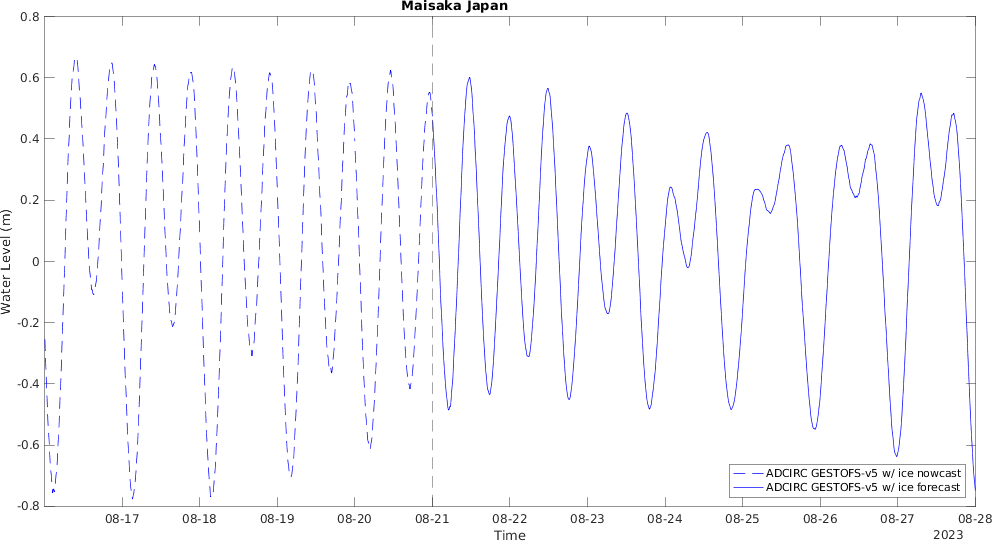 Maisaka Japan
0.8
0.6
0.4
0.2
0
-0.2
-0.4
-0.6
-0.8
Water Level (m)
08-17 08-18 08-19 08-20 08-21 08-22 08-23 08-24 08-25 08-26 08-27 08-28
Time
2023
ADCIRC GESTOFS-v5 w/ ice nowcast
ADCIRC GESTOFS-v5 w/ ice forecast